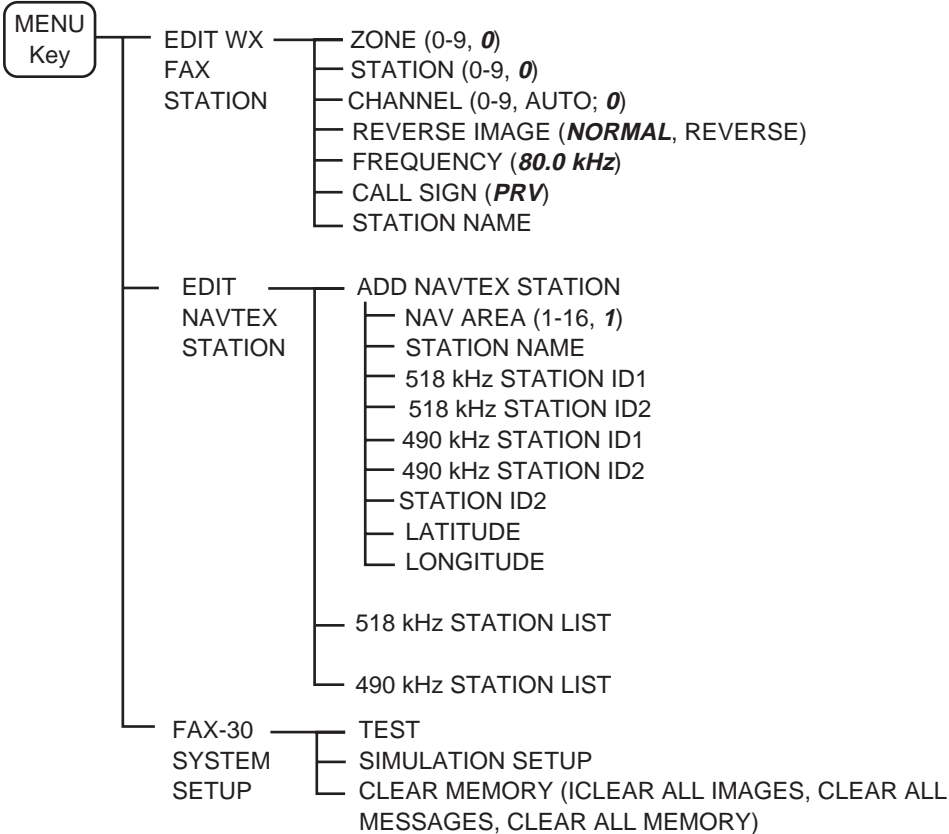 MENU
Key
EDIT WX
FAX
STATION
ZONE (0-9, 0)
STATION (0-9, 0)
CHANNEL (0-9, AUTO; 0)
REVERSE IMAGE (NORMAL, REVERSE)
FREQUENCY (80.0 kHz)
CALL SIGN (PRV)
STATION NAME
EDIT
NAVTEX
STATION
ADD NAVTEX STATION
NAV AREA (1-16, 1)
STATION NAME
518 kHz STATION ID1
518 kHz STATION ID2
490 kHz STATION ID1
490 kHz STATION ID2
STATION ID2
LATITUDE
LONGITUDE
518 kHz STATION LIST
490 kHz STATION LIST
FAX-30
SYSTEM
SETUP
TEST
SIMULATION SETUP
CLEAR MEMORY (ICLEAR ALL IMAGES, CLEAR ALL
MESSAGES, CLEAR ALL MEMORY)